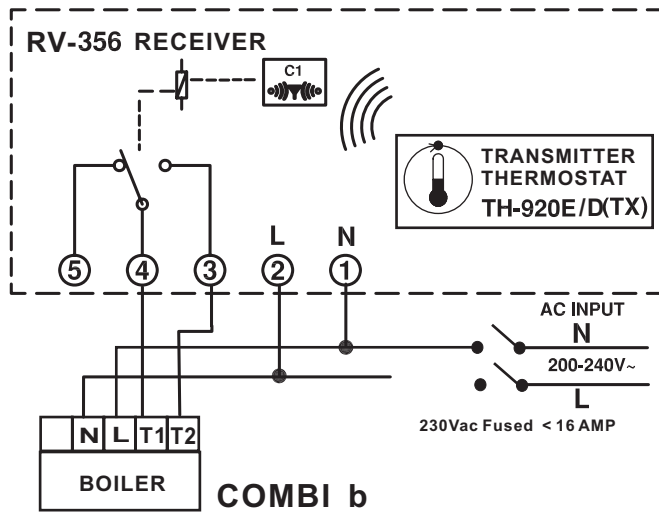 RV-356 RECEIVER
C1
TRANSMITTER
THERMOSTAT
TH-920E/D(TX)
L N
5 4 3 2 1
AC INPUT
N
200-240V~
L
230Vac Fused < 16 AMP
N L T1 T2
BOILER
COMBI b